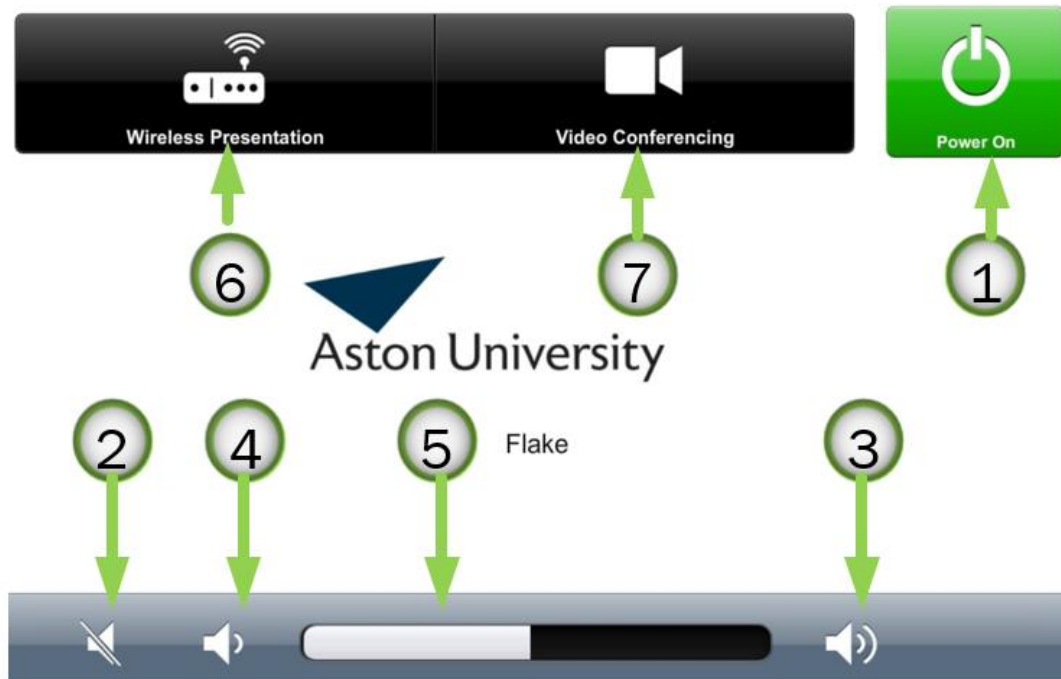 Wireless Presentation
Video Conferencing
Power On
6
7
1
Aston University
2
4
5
Flake
3